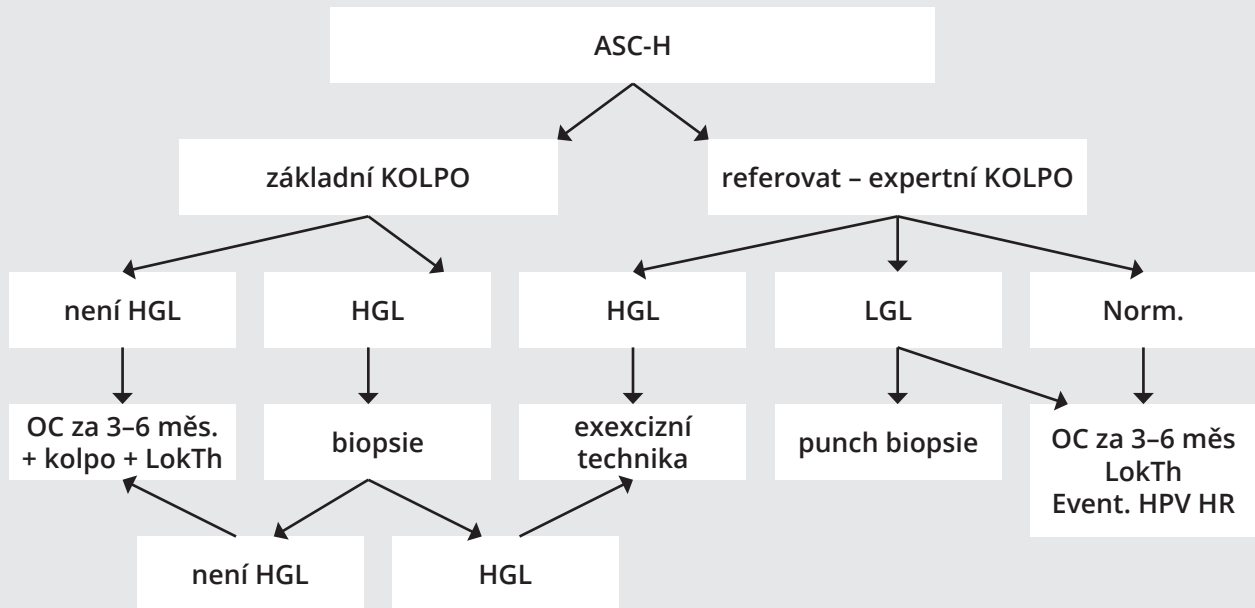 ASC-H
základní KOLPO
referovat – expertní KOLPO
není HGL
HGL
HGL
LGL
Norm.
OC za 3–6 měs.
+ kolpo + LokTh
biopsie
exexcizní
technika
punch biopsie
OC za 3–6 měs
LokTh
Event. HPV HR
není HGL
HGL